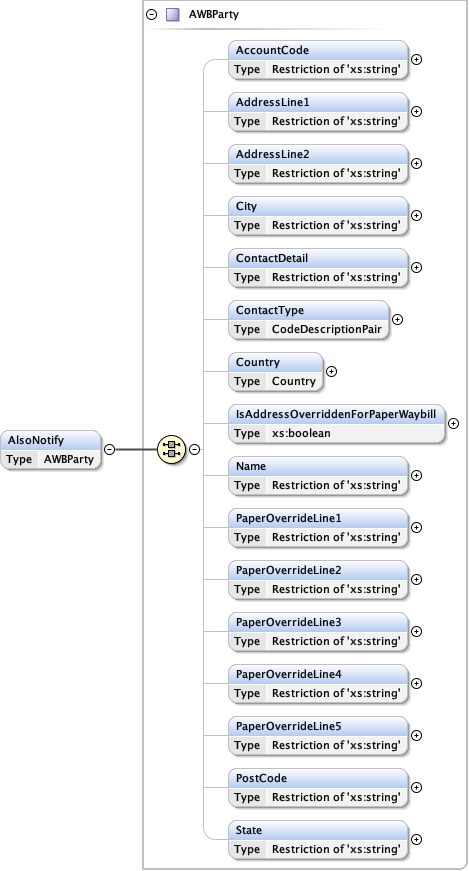 AWBParty
AccountCode
Type Restriction of 'xs:string'
AddressLine1
Type Restriction of 'xs:string'
AddressLine2
Type Restriction of 'xs:string'
City
Type Restriction of 'xs:string'
ContactDetail
Type Restriction of 'xs:string'
ContactType
Type CodeDescriptionPair
Country
Type Country
IsAddressOverriddenForPaperWaybill
Type xs:boolean
AlsoNotify
Type AWBParty
Name
Type Restriction of 'xs:string'
PaperOverrideLine1
Type Restriction of 'xs:string'
PaperOverrideLine2
Type Restriction of 'xs:string'
PaperOverrideLine3
Type Restriction of 'xs:string'
PaperOverrideLine4
Type Restriction of 'xs:string'
PaperOverrideLine5
Type Restriction of 'xs:string'
PostCode
Type Restriction of 'xs:string'
State
Type Restriction of 'xs:string'